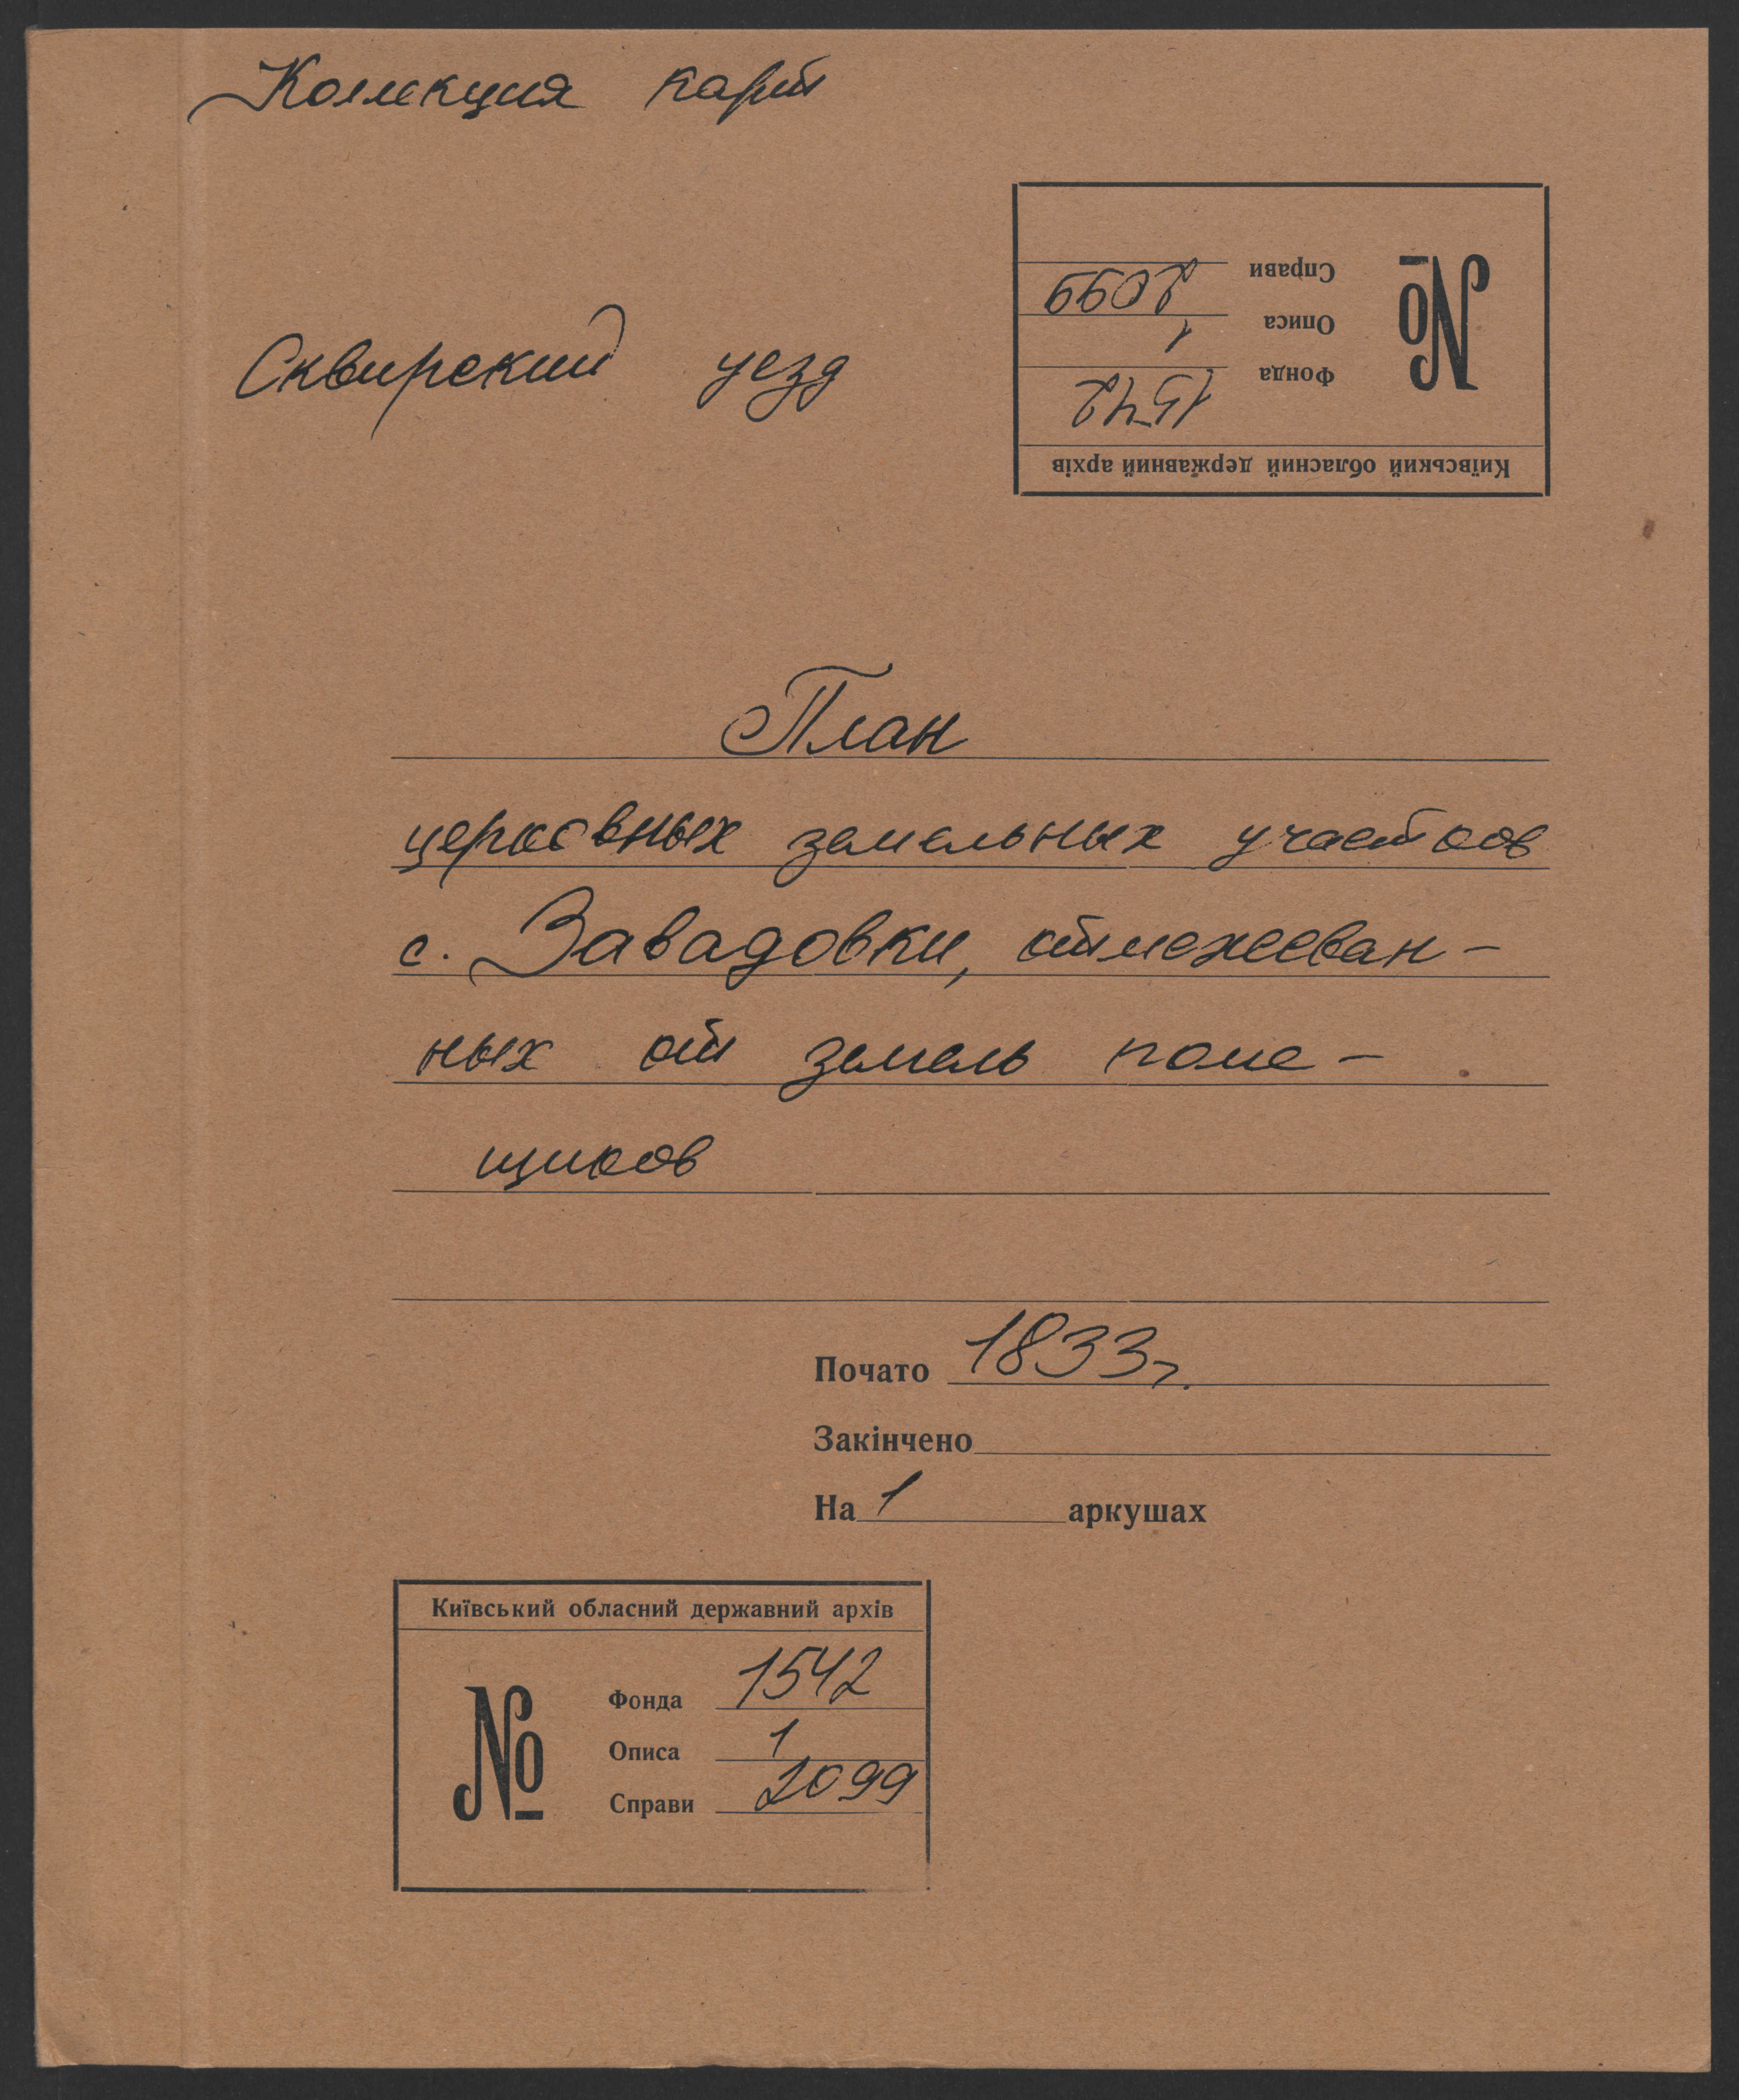 Коллекция карт
Справи 2099
Описа 1
Фонда 1542
№
Київський обласний державний архів
Сквирский уезд
План
церковных земельных участков
с. Завадовки, отмежеван-
ных от земель поме-
щиков
Почато 1833 г.
Закінчено
На 1 аркушах
Київський обласний державний архів
№
Фонда 1542
Описа 1
Справи 2099